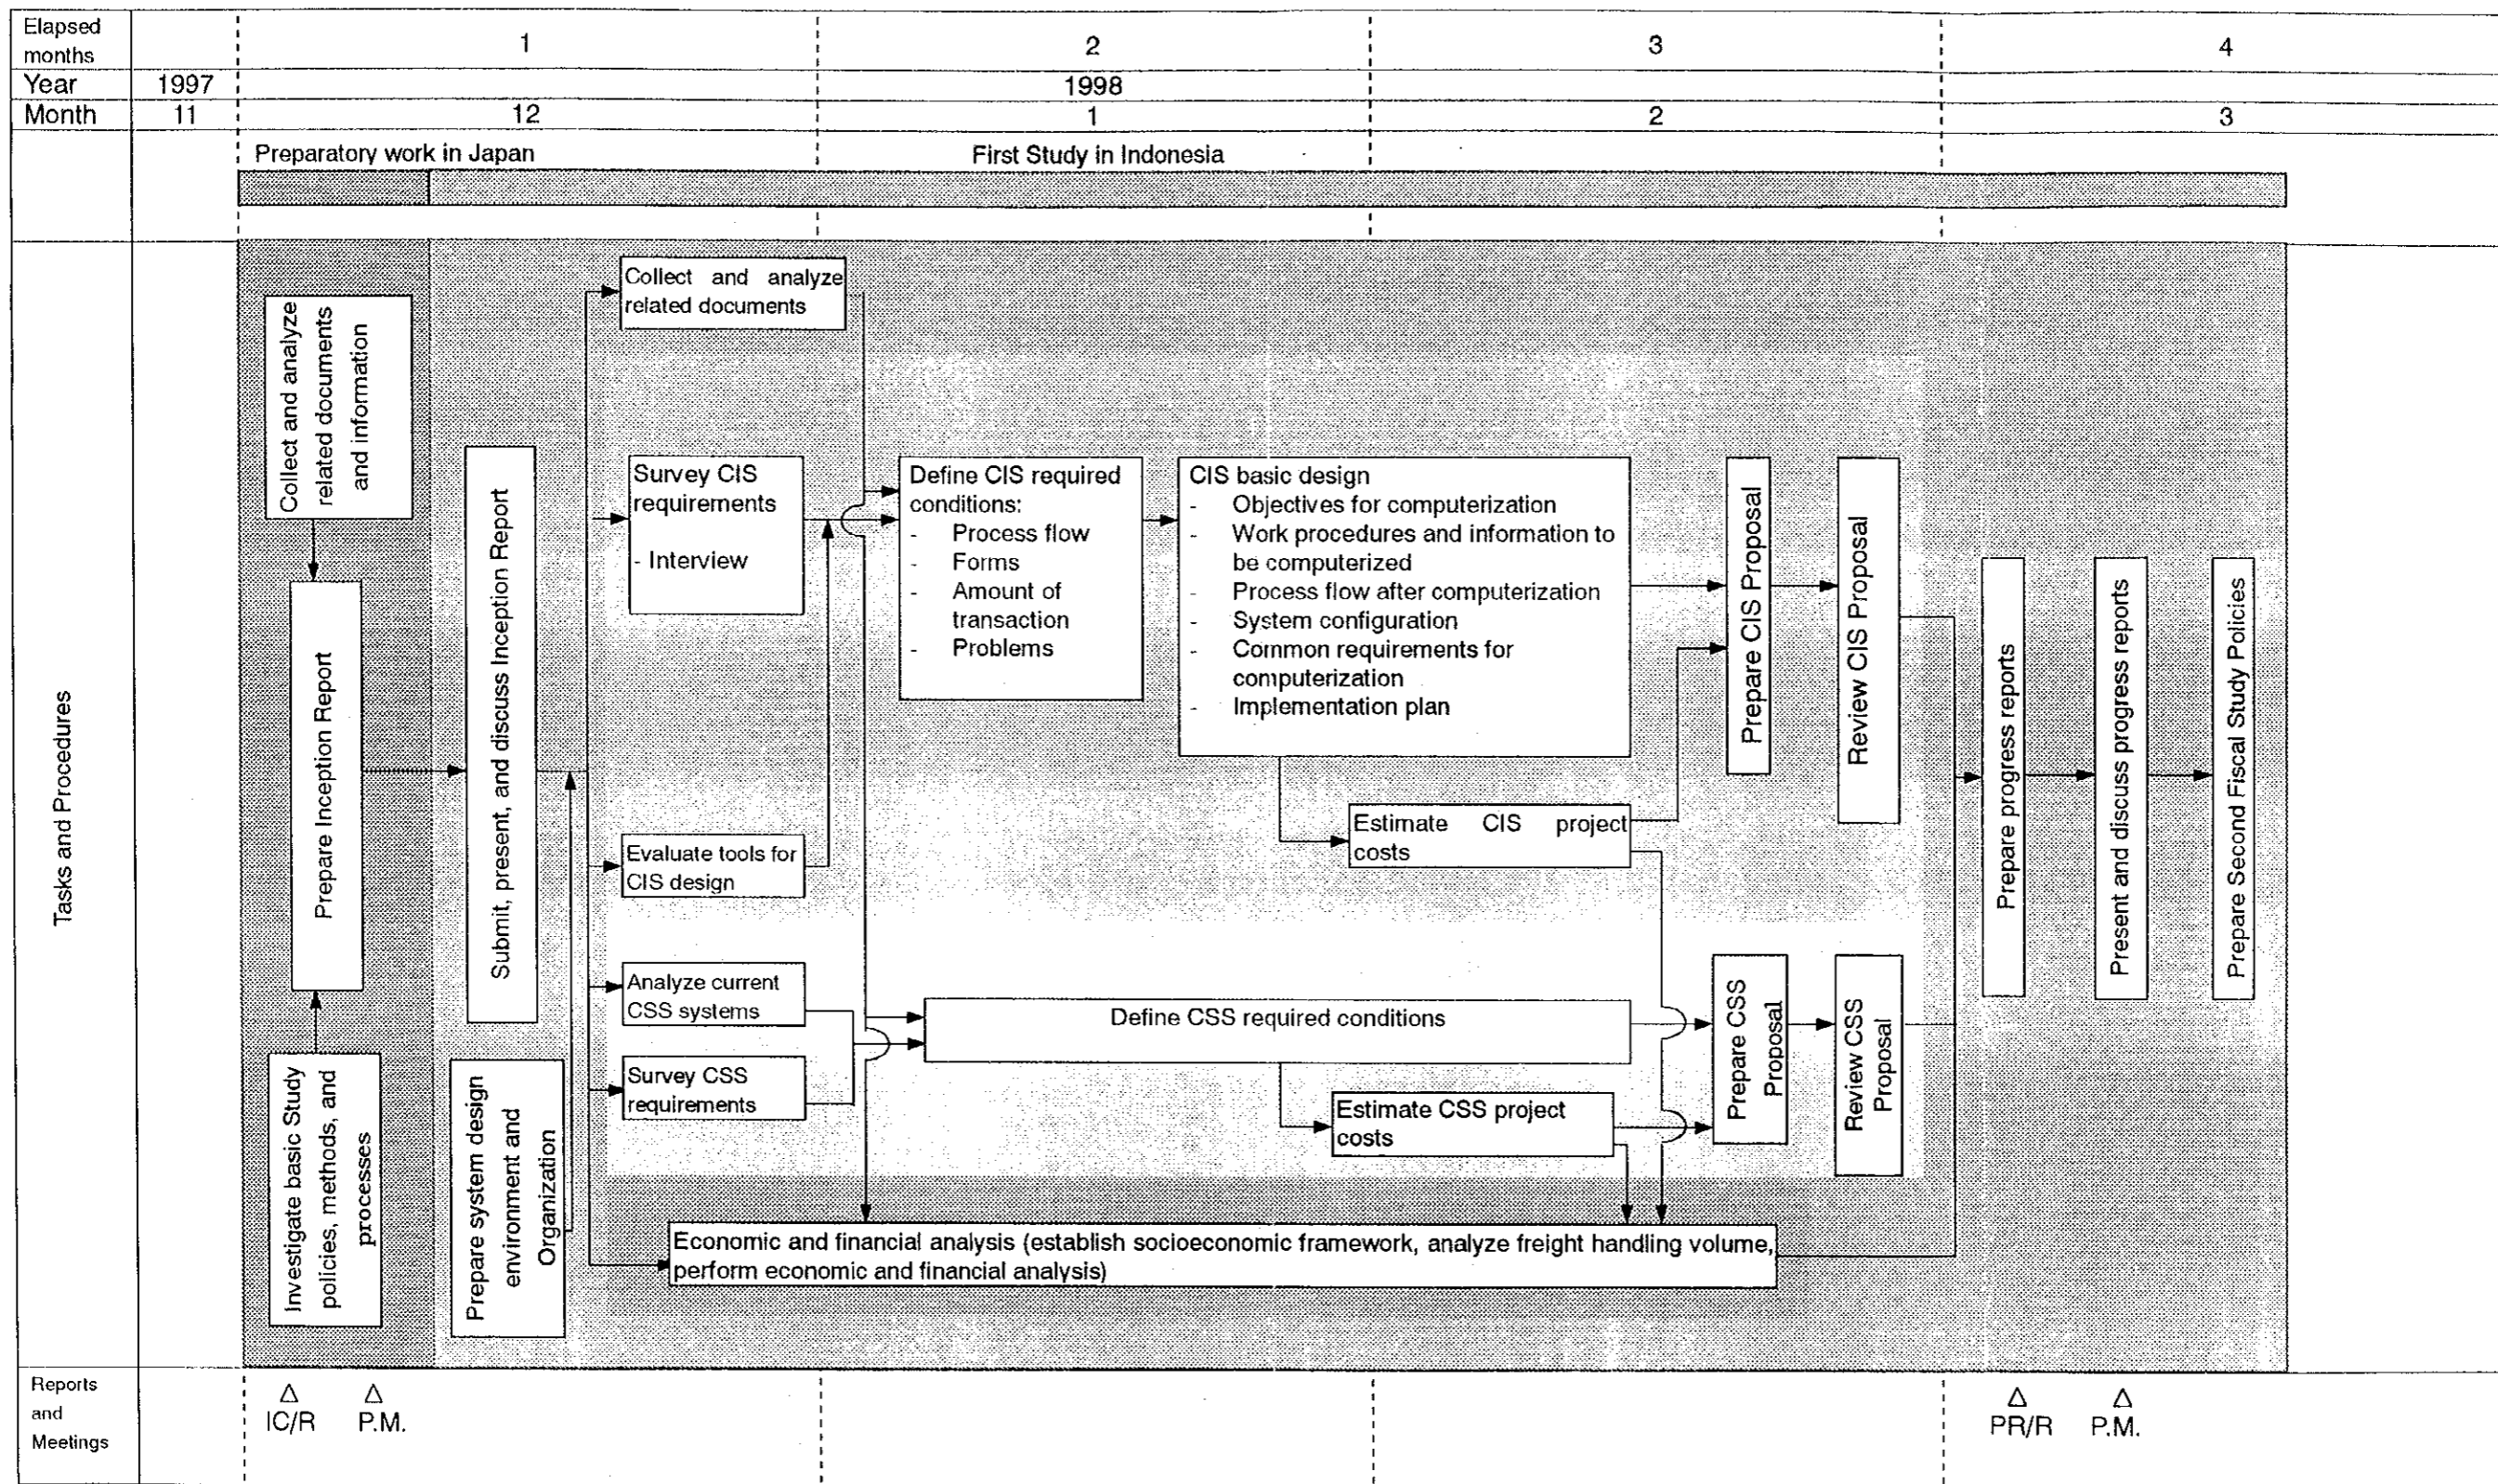 Elapsed
months
1
2
3
4
Year
1997
1998
Month
11
12
1
2
3
Preparatory work in Japan
First Study in Indonesia
Tasks and Procedures
Collect and analyze
related documents
and information
Prepare Inception Report
Investigate basic Study
policies, methods, and
processes
Submit, present, and discuss Inception Report
Prepare system design
environment and
Organization
Collect and analyze
related documents
Survey CIS
requirements
- Interview
Evaluate tools for
CIS design
Analyze current
CSS systems
Survey CSS
requirements
Define CIS required
conditions:
- Process flow
- Forms
- Amount of
transaction
- Problems
CIS basic design
- Objectives for computerization
- Work procedures and information to
be computerized
- Process flow after computerization
- System configuration
- Common requirements for
computerization
- Implementation plan
Estimate CIS project
costs
Define CSS required conditions
Estimate CSS project
costs
Economic and financial analysis (establish socioeconomic framework, analyze freight handling volume,
perform economic and financial analysis)
Prepare CIS Proposal
Review CIS Proposal
Prepare CSS
Proposal
Review CSS
Proposal
Prepare progress reports
Present and discuss progress reports
Prepare Second Fiscal Study Policies
Reports
and
Meetings
Δ
IC/R
Δ
P.M.
Δ
PR/R
Δ
P.M.